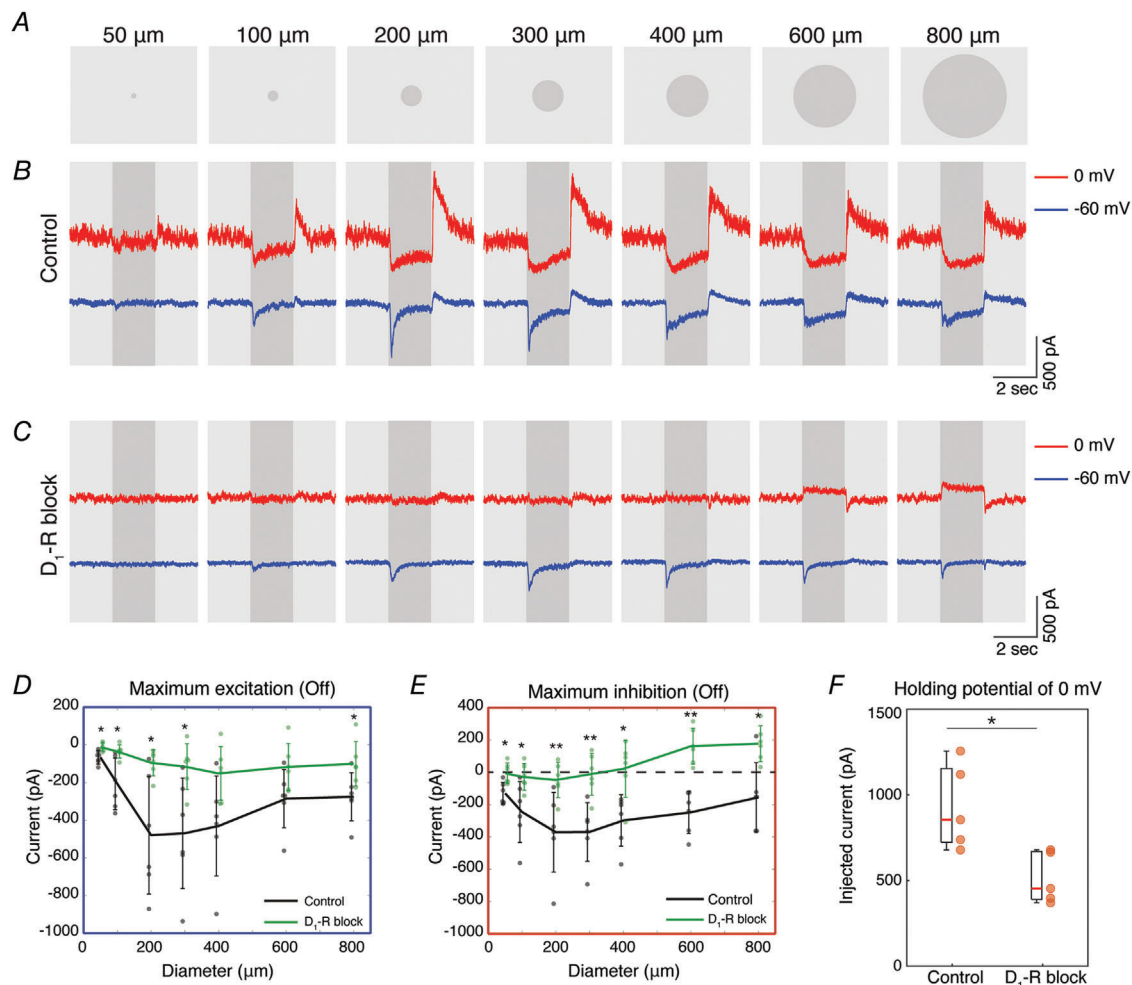 A
50 µm 100 µm 200 µm 300 µm 400 µm 600 µm 800 µm
B
Control
0 mV
-60 mV
500 pA
2 sec
C
D₁-R block
0 mV
-60 mV
500 pA
2 sec
D
Maximum excitation (Off)
200
0
-200
-400
-600
-800
-1000
Current (pA)
* * * * *
Control
D₁-R block
0 200 400 600 800
Diameter (µm)
E
Maximum inhibition (Off)
400
200
0
-200
-400
-600
-800
-1000
Current (pA)
* * ** ** * ** *
Control
D₁-R block
0 200 400 600 800
Diameter (µm)
F
Holding potential of 0 mV
1500
1000
500
0
Injected current (pA)
*
Control D₁-R block